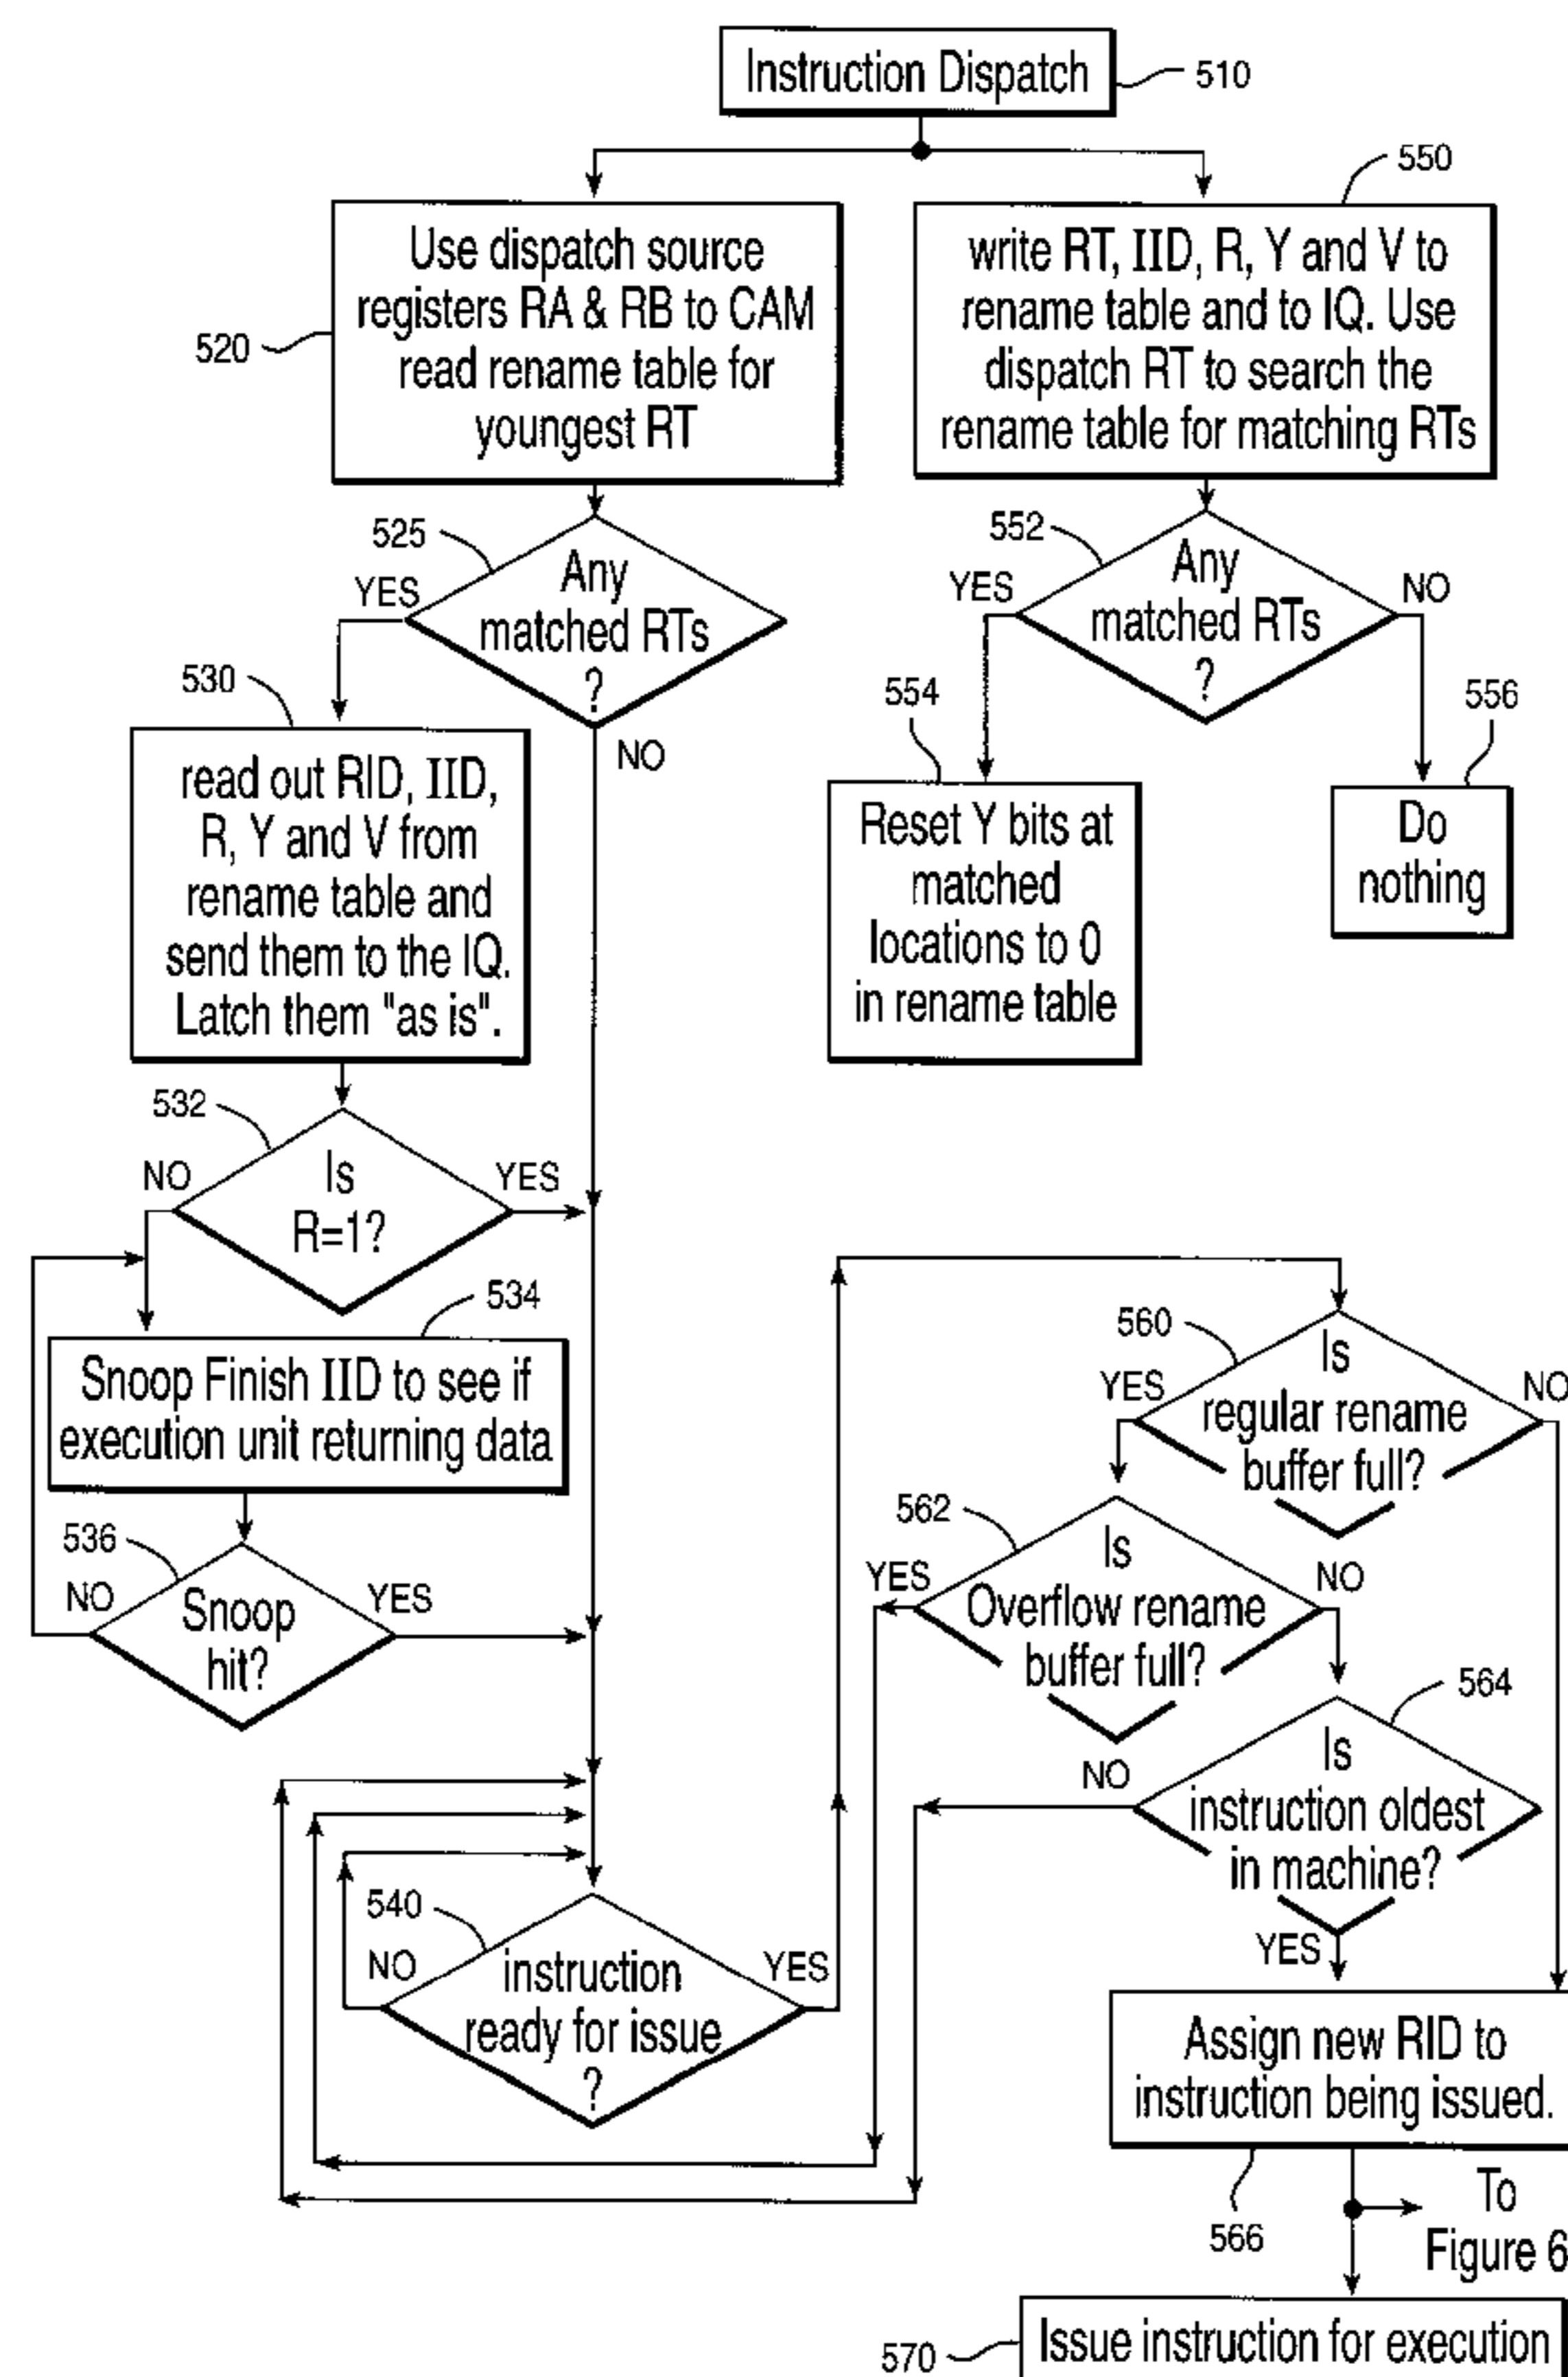 Instruction Dispatch
510
520
Use dispatch source
registers RA & RB to CAM
read rename table for
youngest RT
550
write RT, IID, R, Y and V to
rename table and to IQ. Use
dispatch RT to search the
rename table for matching RTs
525
YES
Any
matched RTs
?
NO
552
YES
Any
matched RTs
?
NO
530
read out RID, IID,
R, Y and V from
rename table and
send them to the IQ.
Latch them "as is".
554
Reset Y bits at
matched
locations to 0
in rename table
556
Do
nothing
532
NO
Is
R=1?
YES
534
Snoop Finish IID to see if
execution unit returning data
536
NO
Snoop
hit?
YES
540
NO
instruction
ready for issue
?
YES
560
YES
Is
regular rename
buffer full?
NO
562
YES
Is
Overflow rename
buffer full?
NO
564
NO
Is
instruction oldest
in machine?
YES
Assign new RID to
instruction being issued.
566
To
Figure 6
570
Issue instruction for execution